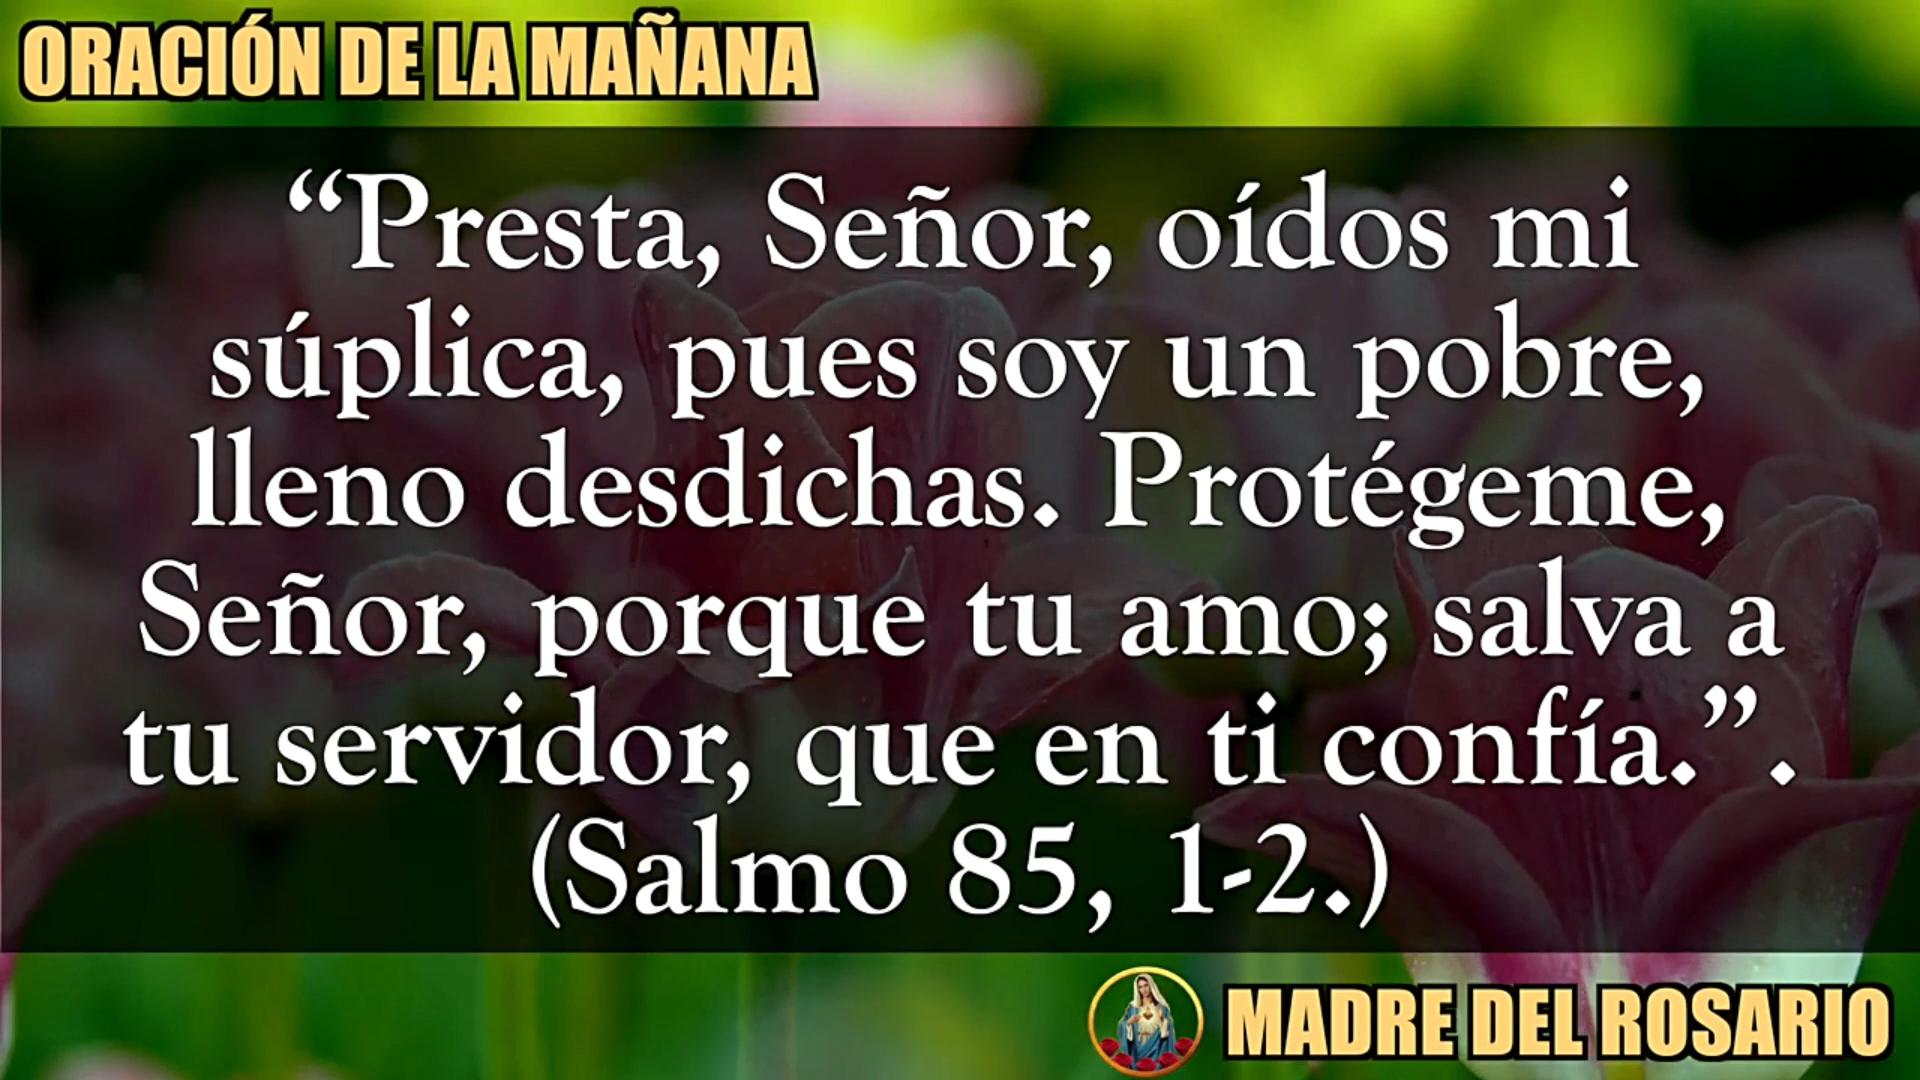 ORACIÓN DE LA MAÑANA
“Presta, Señor, oídos mi
súplica, pues soy un pobre,
lleno desdichas. Protégeme,
Señor, porque tu amo; salva a
tu servidor, que en ti confía.”.
(Salmo 85, 1-2.)
MADRE DEL ROSARIO